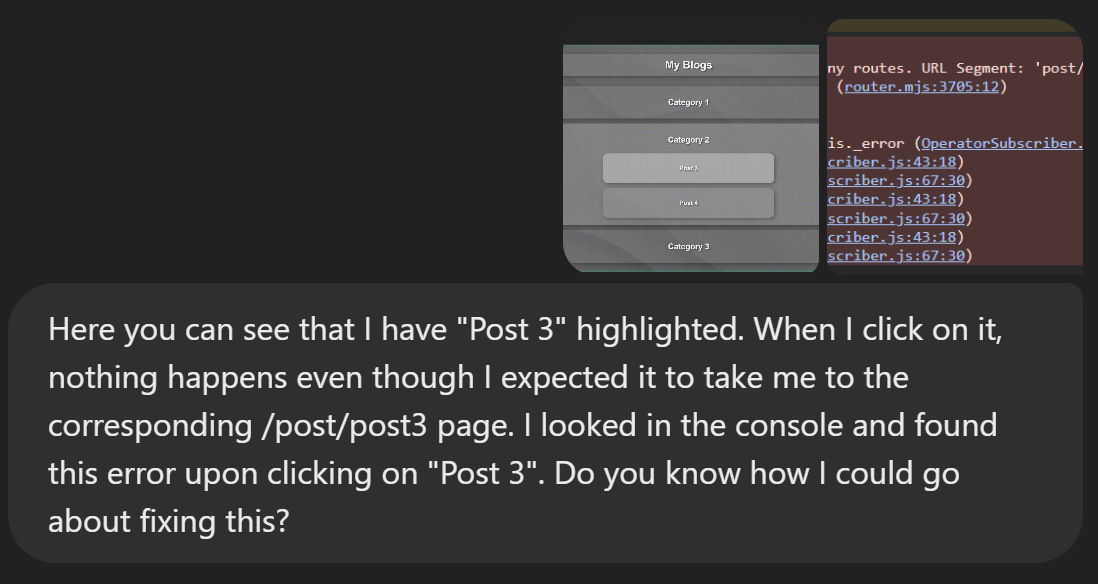 My Blogs
Category 1
Category 2
Post 3
Post 4
Category 3
ny routes. URL Segment: 'post/
(router.mjs:3705:12)
is._error (OperatorSubscriber.
criber.js:43:18)
scriber.js:67:30)
criber.js:43:18)
scriber.js:67:30)
criber.js:43:18)
scriber.js:67:30)
Here you can see that I have "Post 3" highlighted. When I click on it,
nothing happens even though I expected it to take me to the
corresponding /post/post3 page. I looked in the console and found
this error upon clicking on "Post 3". Do you know how I could go
about fixing this?